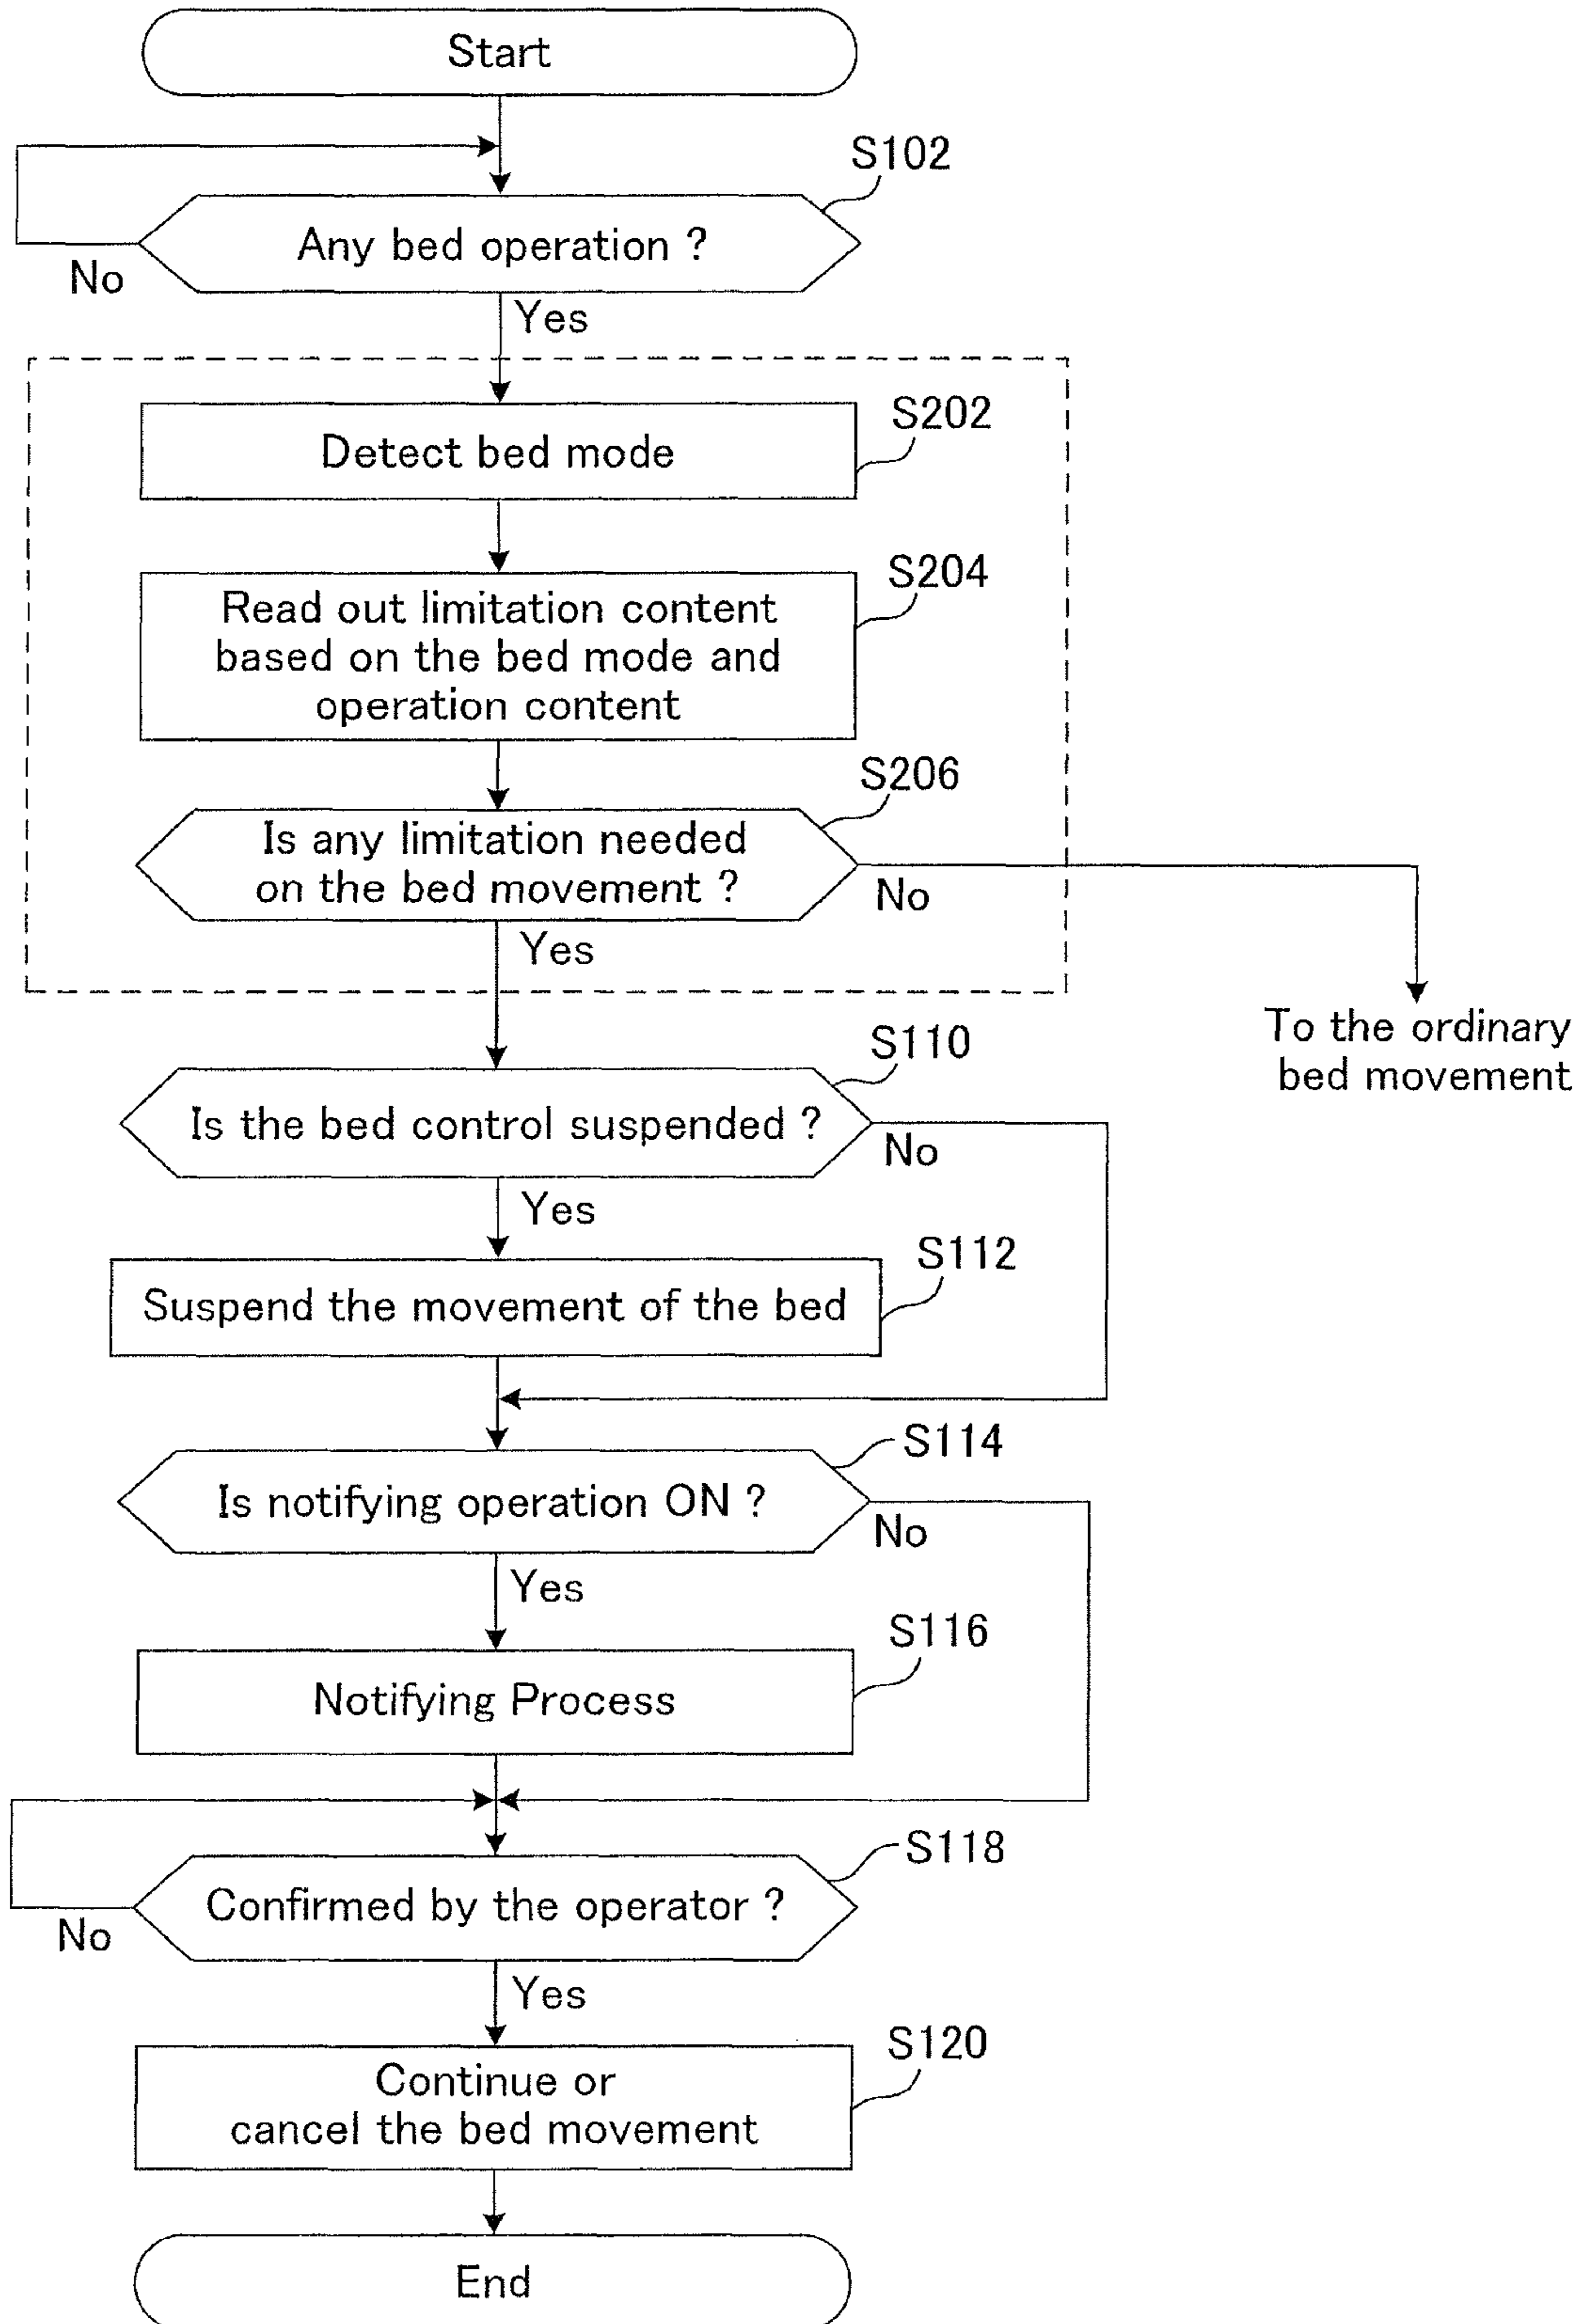 Start
S102
Any bed operation ?
No
Yes
S202
Detect bed mode
S204
Read out limitation content
based on the bed mode and
operation content
S206
Is any limitation needed
on the bed movement ?
No
Yes
To the ordinary
bed movement
S110
Is the bed control suspended ?
No
Yes
S112
Suspend the movement of the bed
S114
Is notifying operation ON ?
No
Yes
S116
Notifying Process
S118
Confirmed by the operator ?
No
Yes
S120
Continue or
cancel the bed movement
End